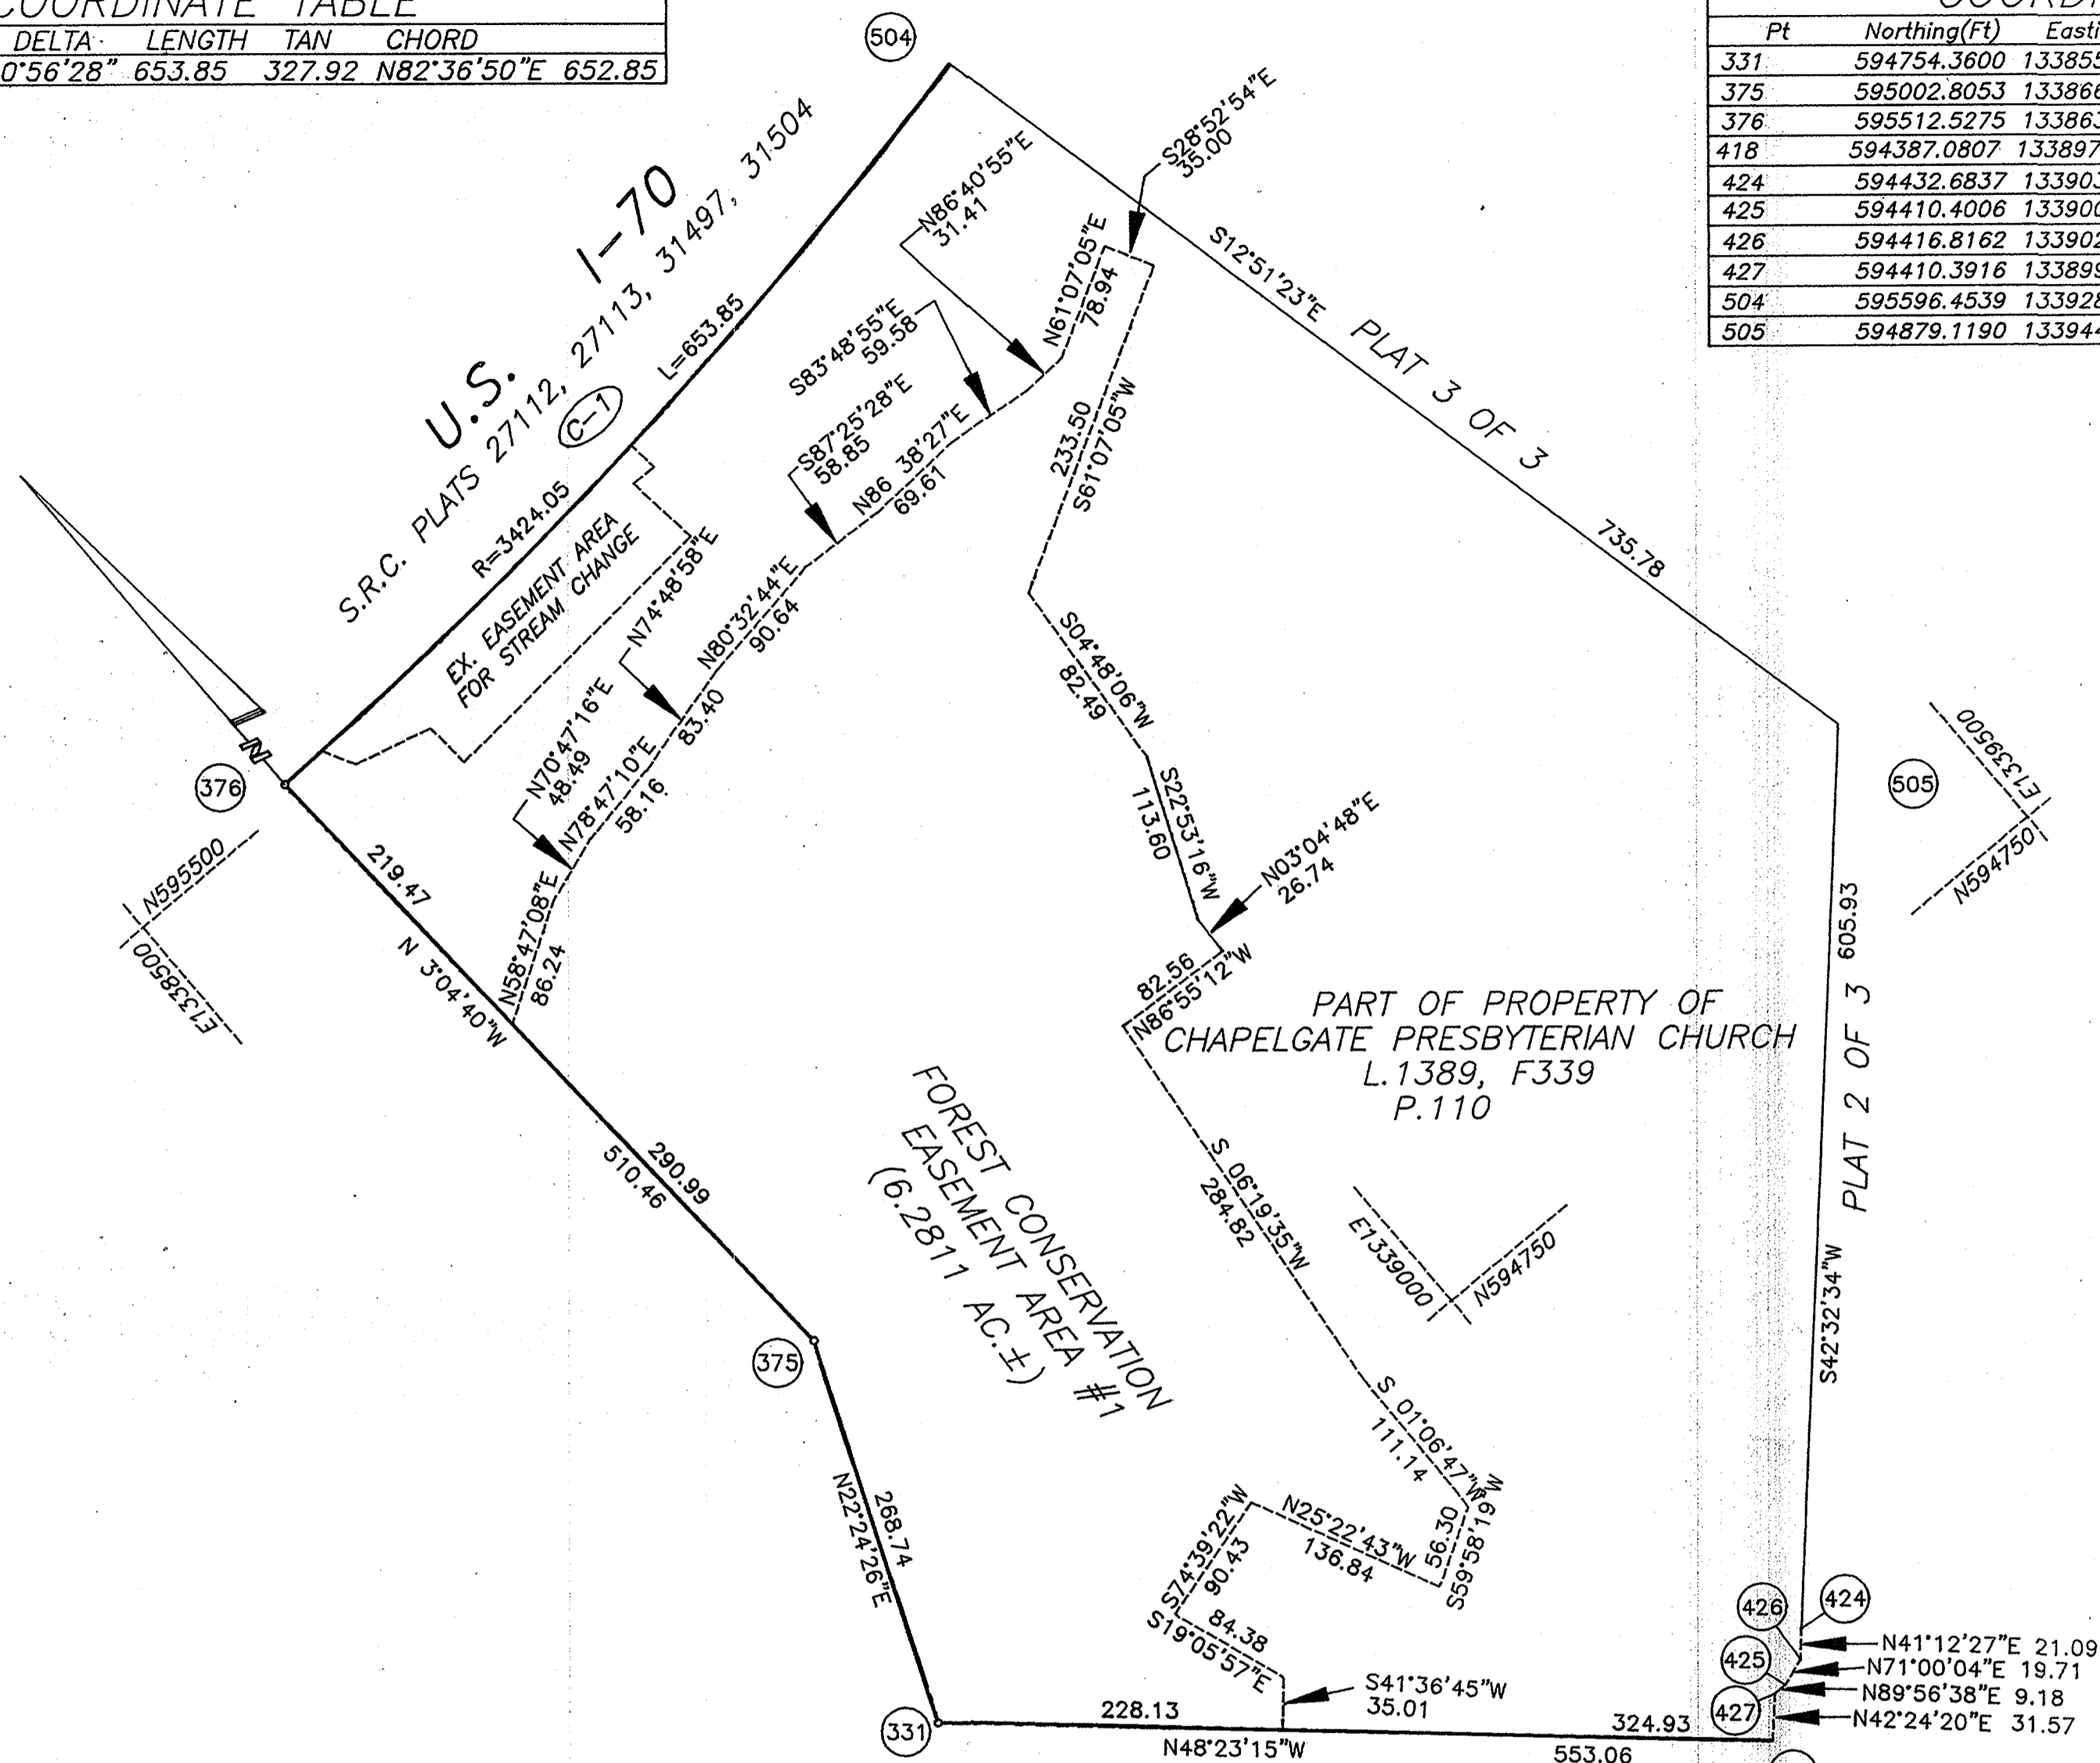 COORDINATE TABLE
DELTA LENGTH TAN CHORD
0°56'28" 653.85 327.92 N82°36'50"E 652.85
Pt Northing(Ft)
331 594754.3600 133855
375 595002.8053 133866
376 595512.5275 133863
418 594387.0807 133897
424 594432.6837 133903
425 594410.4006 133900
426 594416.8162 133902
427 594410.3916 133899
504 595596.4539 133928
505 594879.1190 133944
504
U.S. I-70
S.R.C. PLATS 27112, 27113, 31497, 31504
C-1
L=653.85
R=3424.05
EX. EASEMENT AREA
FOR STREAM CHANGE
S28°52'54"E
35.00
N86°40'55"E
31.41
N61°07'05"E
78.94
S83°48'55"E
59.58
S87°25'28"E
58.85
N86 38'27"E
69.61
N80°32'44"E
90.64
N74°48'58"E
83.40
N70°47'16"E
48.49
N78°47'10"E
58.16
N58°47'08"E
86.24
233.50
S61°07'05"W
S12°51'23"E
PLAT 3 OF 3
735.78
S04°48'06"W
82.49
S22°53'16"W
113.60
N03°04'48"E
26.74
82.56
N86°55'12"W
N
376
N595500
E1338500
219.47
N 3°04'40"W
290.99
510.46
375
505
E1339500
N594750
605.93
PLAT 2 OF 3
S42°32'34"W
PART OF PROPERTY OF
CHAPELGATE PRESBYTERIAN CHURCH
L.1389, F339
P.110
FOREST CONSERVATION
EASEMENT AREA #1
(6.2811 AC.±)
S 06°19'35"W
284.82
E1339000
N594750
S 01°06'47"W
111.14
56.30
S59°58'19"W
N25°22'43"W
136.84
S74°39'22"W
90.43
84.38
S19°05'57"E
268.74
N22°24'26"E
S41°36'45"W
35.01
331
228.13
N48°23'15"W
324.93
553.06
426
424
425
427
N41°12'27"E 21.09
N71°00'04"E 19.71
N89°56'38"E 9.18
N42°24'20"E 31.57